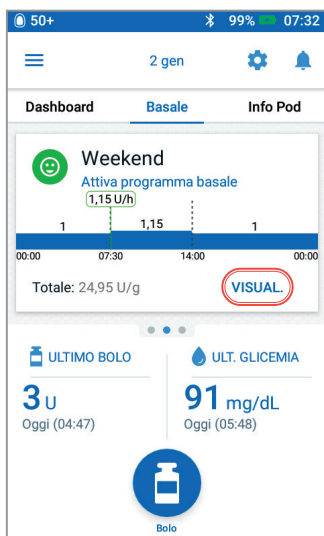 50+ 99% 07:32
2 gen
Dashboard Basale Info Pod
Weekend
Attiva programma basale
1,15 U/h
1 1,15 1
00:00 07:30 14:00 00:00
Totale: 24,95 U/g VISUAL.
ULTIMO BOLO ULT. GLICEMIA
3 U 91 mg/dL
Oggi (04:47) Oggi (05:48)
Bolo